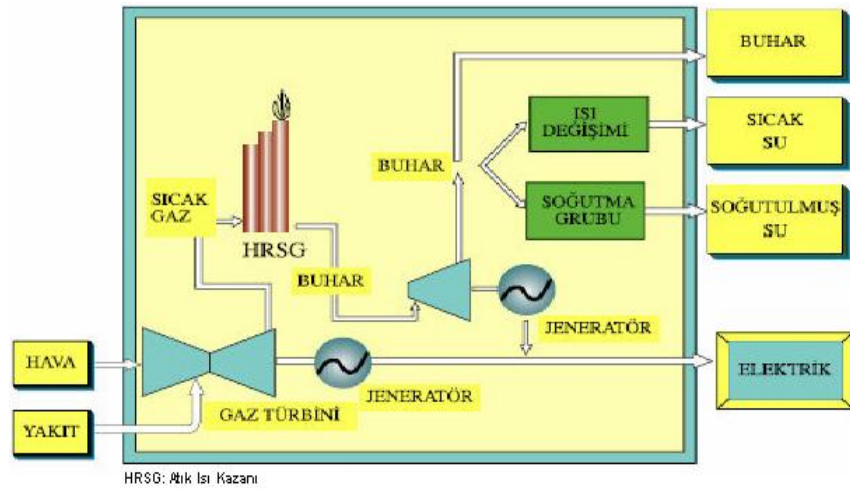 BUHAR
ISI
DEĞİŞİMİ
SICAK
SU
BUHAR
SICAK
GAZ
SOĞUTMA
GRUBU
SOĞUTULMUŞ
SU
HRSG
BUHAR
JENERATÖR
HAVA
ELEKTRİK
JENERATÖR
GAZ TÜRBİNİ
YAKIT
HRSG: Atık Isı Kazanı